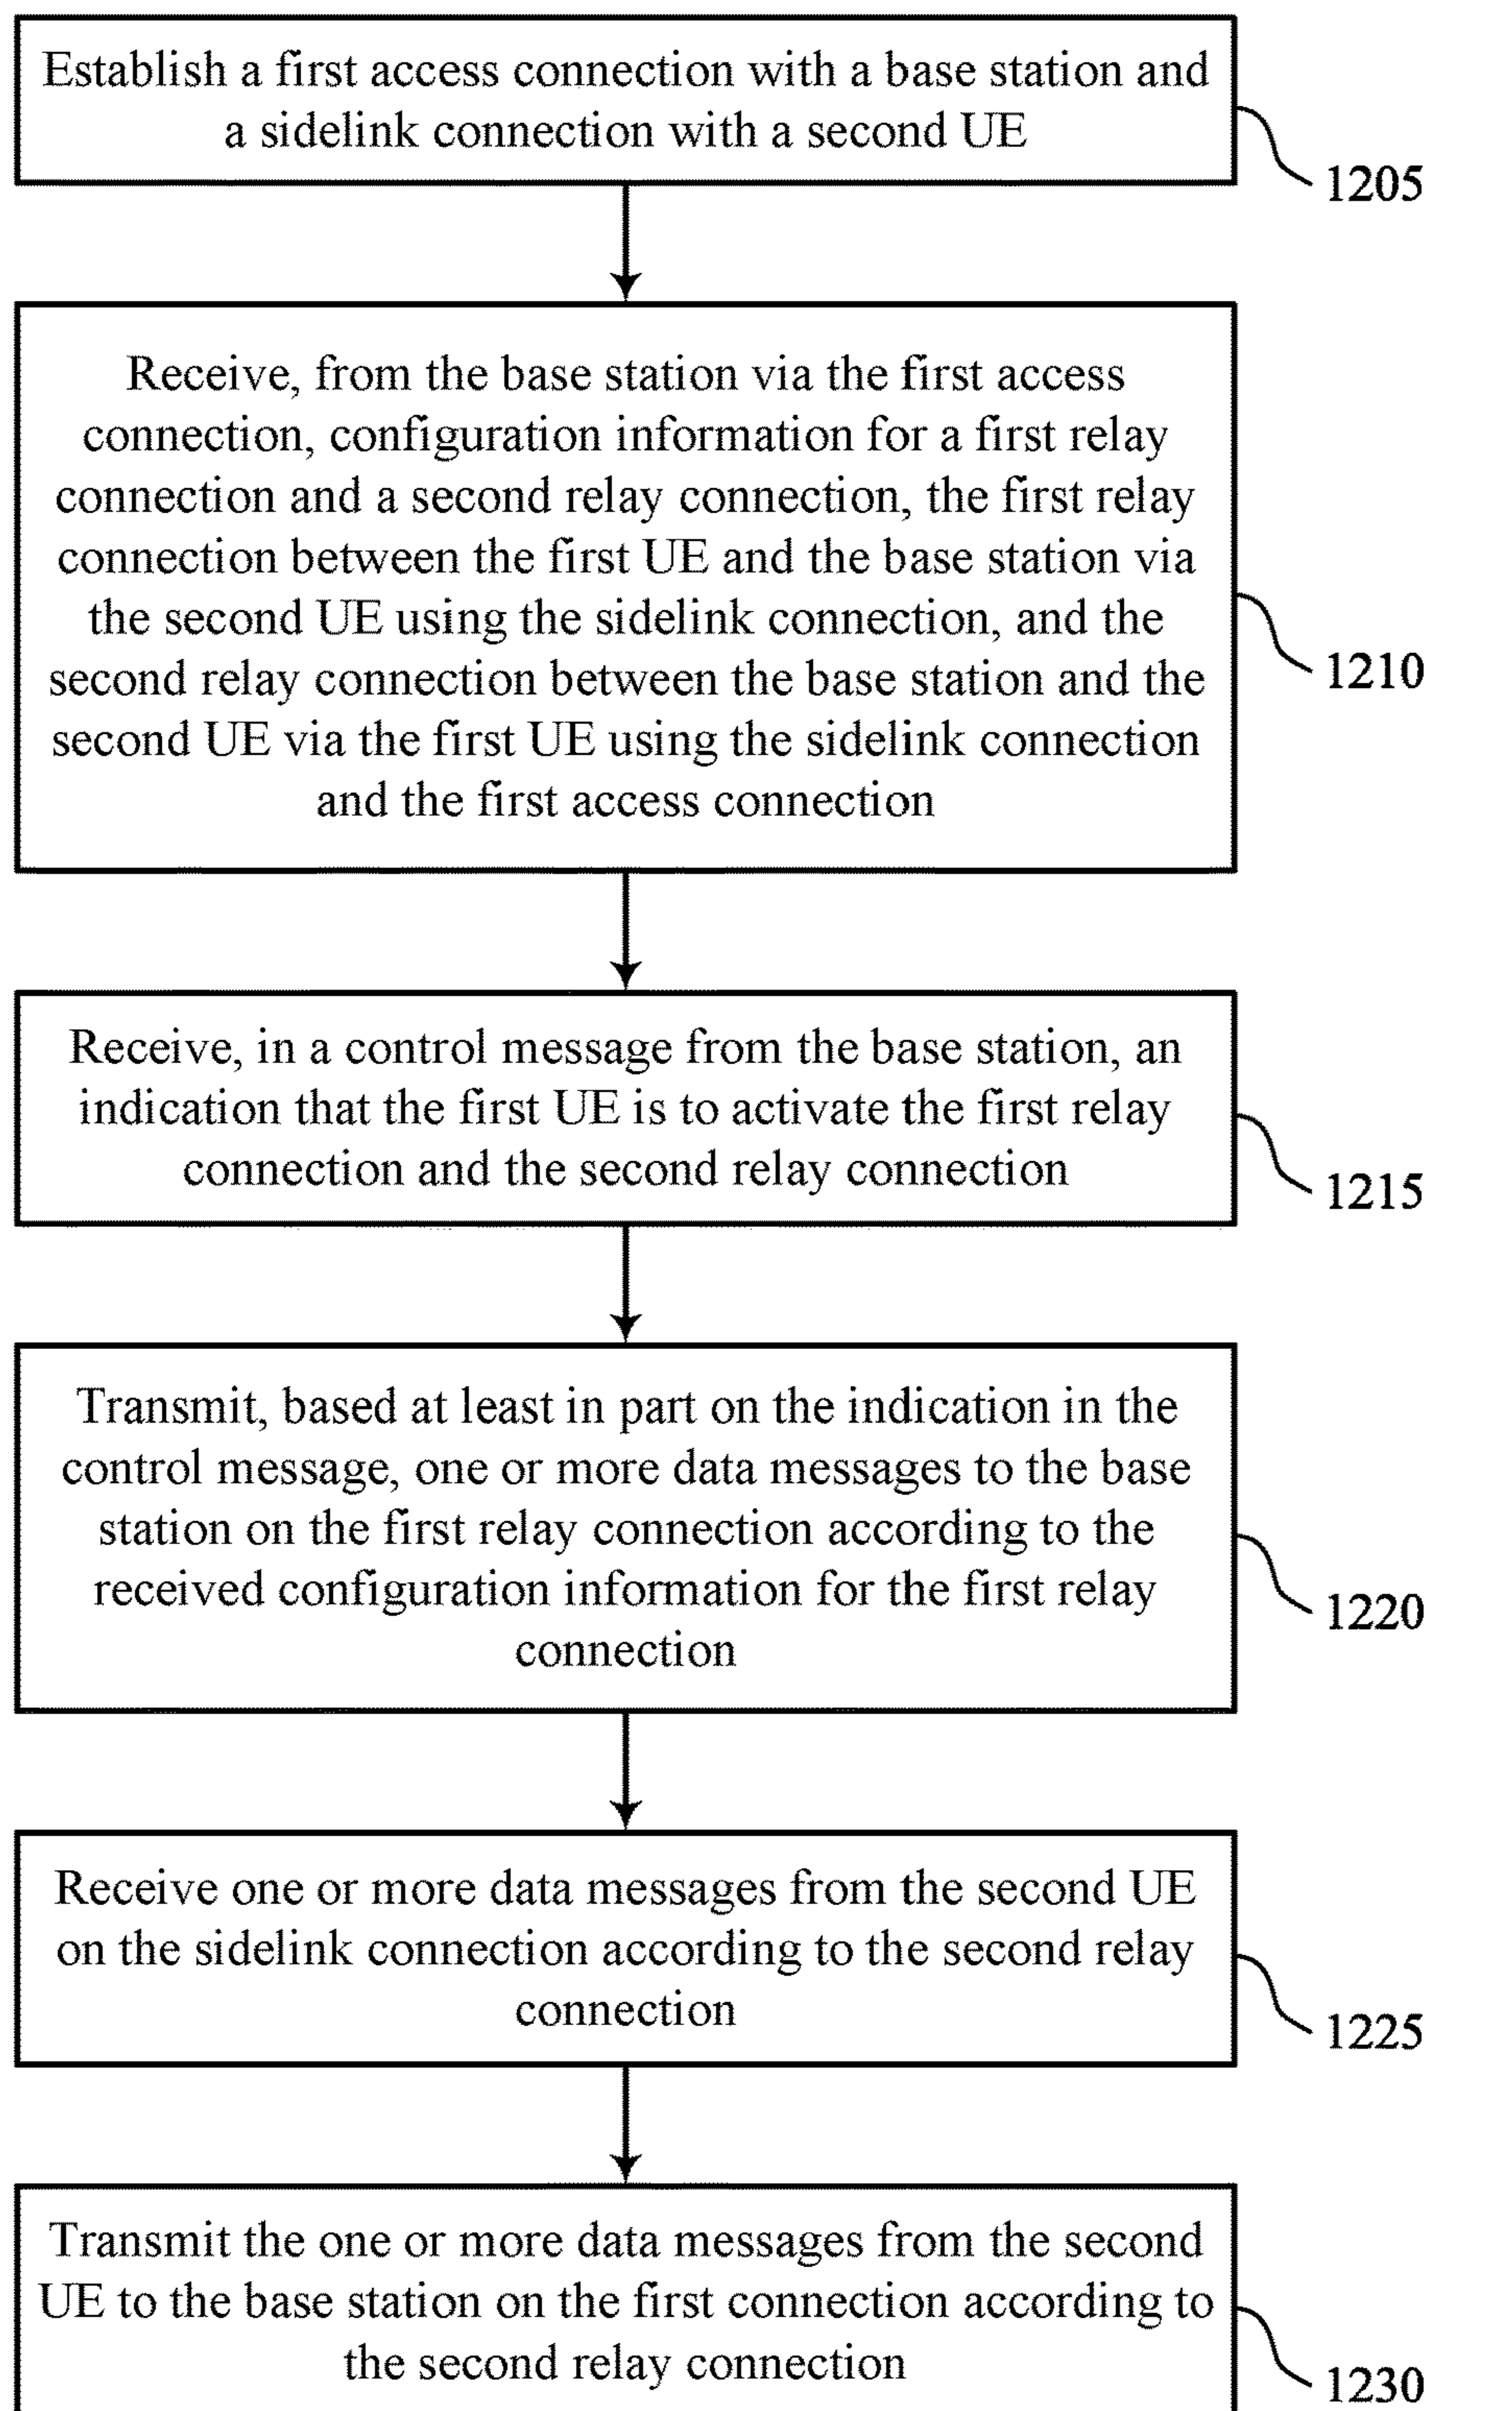 Establish a first access connection with a base station and
a sidelink connection with a second UE
1205
Receive, from the base station via the first access
connection, configuration information for a first relay
connection and a second relay connection, the first relay
connection between the first UE and the base station via
the second UE using the sidelink connection, and the
second relay connection between the base station and the
second UE via the first UE using the sidelink connection
and the first access connection
1210
Receive, in a control message from the base station, an
indication that the first UE is to activate the first relay
connection and the second relay connection
1215
Transmit, based at least in part on the indication in the
control message, one or more data messages to the base
station on the first relay connection according to the
received configuration information for the first relay
connection
1220
Receive one or more data messages from the second UE
on the sidelink connection according to the second relay
connection
1225
Transmit the one or more data messages from the second
UE to the base station on the first connection according to
the second relay connection
1230